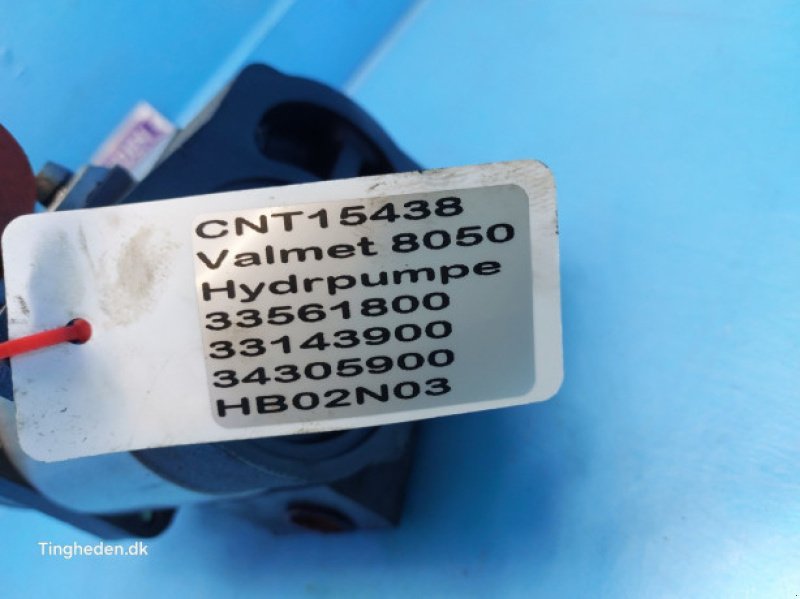 CNT15438
Valmet 8050
Hydrpumpe
33561800
33143900
34305900
HB02N03
Tingheden.dk